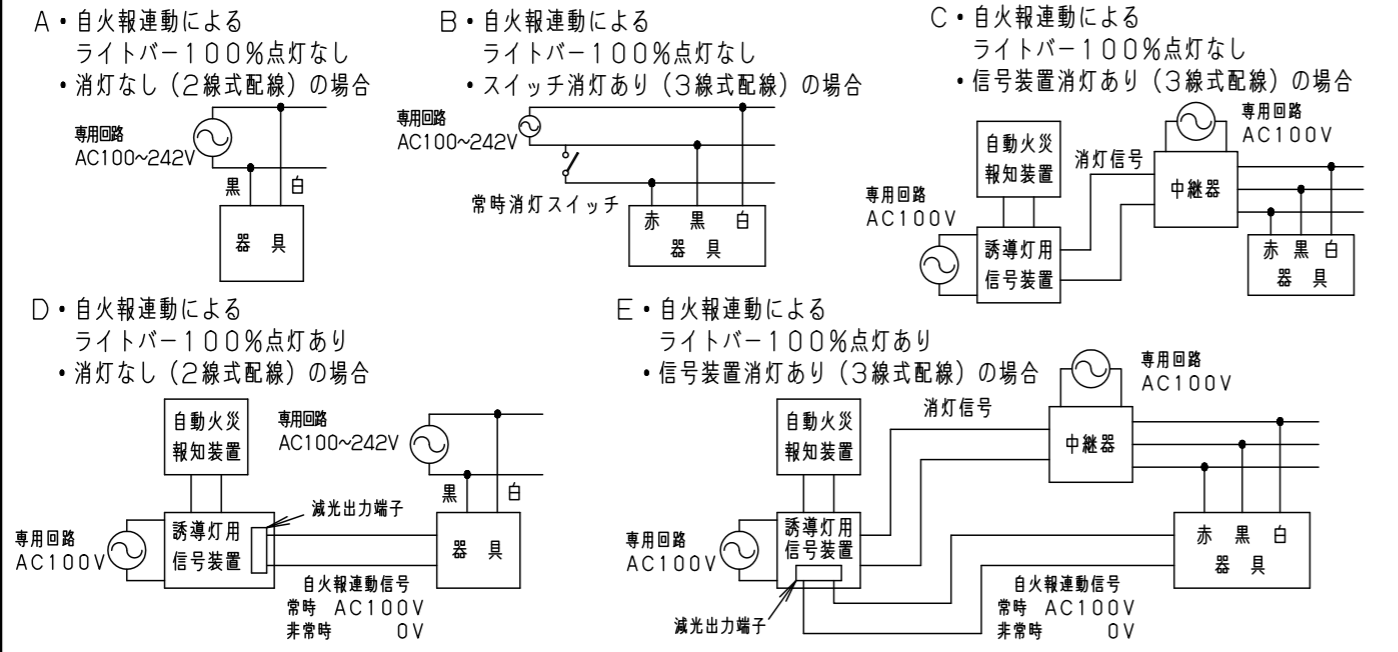 A・自火報連動による
ライトバー100%点灯なし
・消灯なし（2線式配線）の場合
専用回路
AC100~242V
黒
白
器 具
B・自火報連動による
ライトバー100%点灯なし
・スイッチ消灯あり（3線式配線）の場合
専用回路
AC100~242V
常時消灯スイッチ
赤 黒 白
器 具
C・自火報連動による
ライトバー100%点灯なし
・信号装置消灯あり（3線式配線）の場合
専用回路
AC100V
自動火災
報知装置
消灯信号
中継器
専用回路
AC100V
誘導灯用
信号装置
赤 黒 白
器 具
D・自火報連動による
ライトバー100%点灯あり
・消灯なし（2線式配線）の場合
自動火災
報知装置
専用回路
AC100~242V
黒
白
減光出力端子
専用回路
AC100V
誘導灯用
信号装置
器 具
自火報連動信号
常時 AC100V
非常時 0V
E・自火報連動による
ライトバー100%点灯あり
・信号装置消灯あり（3線式配線）の場合
専用回路
AC100V
自動火災
報知装置
消灯信号
中継器
専用回路
AC100V
誘導灯用
信号装置
赤 黒 白
器 具
減光出力端子
自火報連動信号
常時 AC100V
非常時 0V